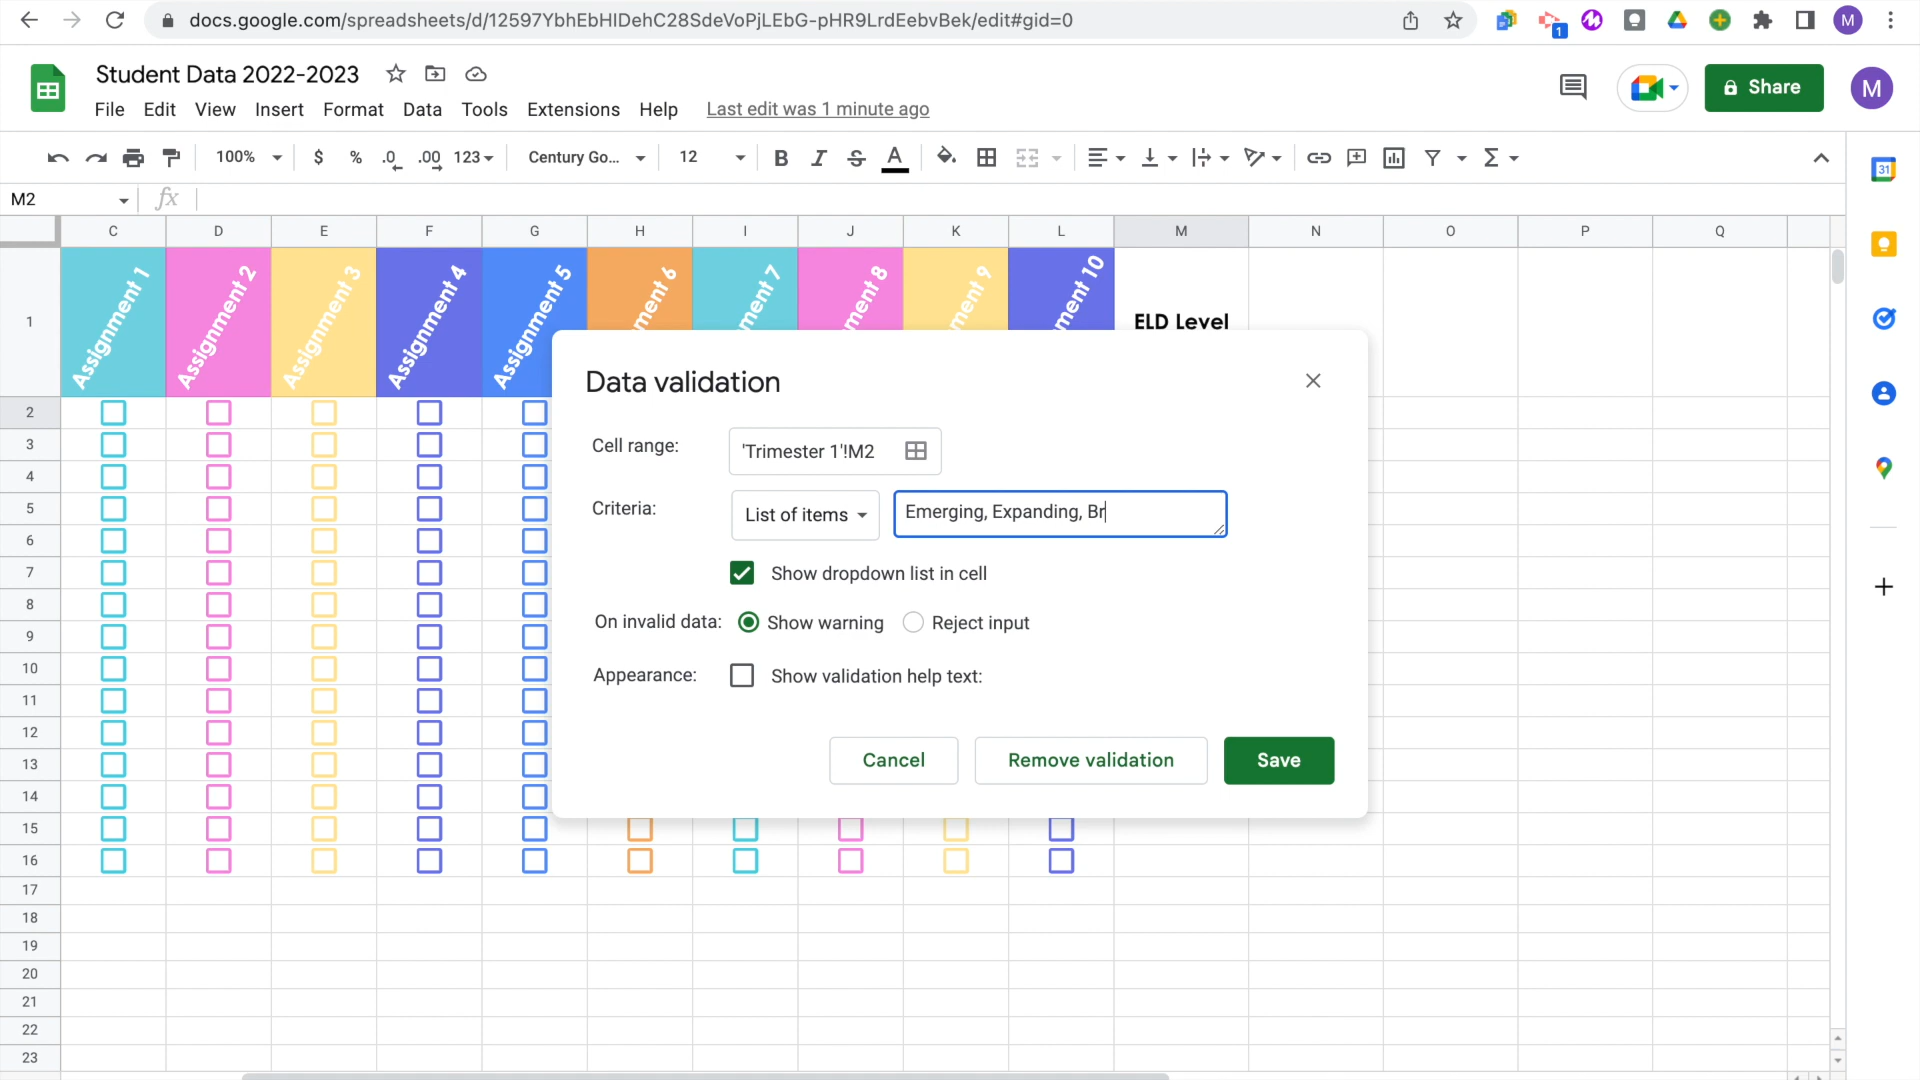 docs.google.com/spreadsheets/d/12597YbhEbHIDehC28SdeVoPjLEbG-pHR9LrdEebvBek/edit#gid=0
1
M
Student Data 2022-2023
File Edit View Insert Format Data Tools Extensions Help Last edit was 1 minute ago
Share
M
100% $ % .0 .00 123 Century Go... 12 B I S A Σ
31
M2 fx
C D E F G H I J K L M N O P Q
1 Assignment 1 Assignment 2 Assignment 3 Assignment 4 Assignment 5 ment 6 ment 7 ment 8 ment 9 ment 10 ELD Level
Data validation
Cell range: 'Trimester 1'!M2
Criteria: List of items Emerging, Expanding, Br
Show dropdown list in cell
On invalid data: Show warning Reject input
Appearance: Show validation help text:
Cancel Remove validation Save
2
3
4
5
6
7
8
9
10
11
12
13
14
15
16
17
18
19
20
21
22
23